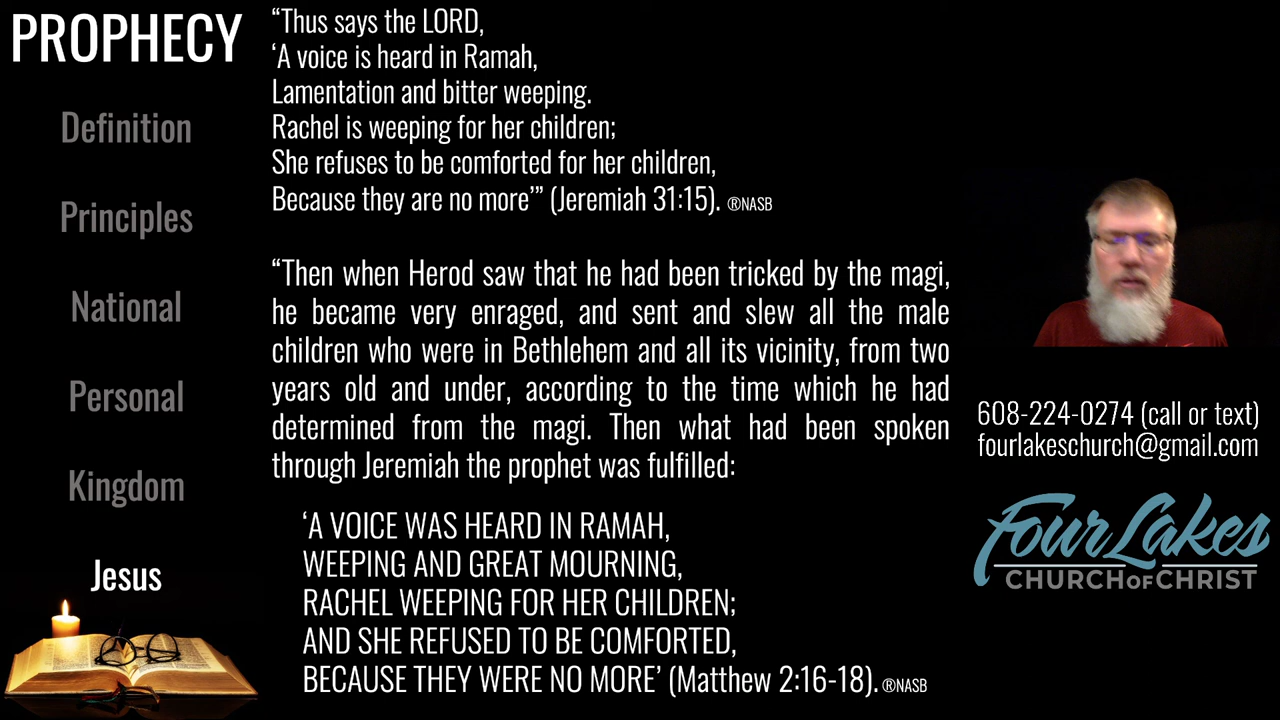 PROPHECY
Definition
Principles
National
Personal
Kingdom
Jesus
“Thus says the LORD,
‘A voice is heard in Ramah,
Lamentation and bitter weeping.
Rachel is weeping for her children;
She refuses to be comforted for her children,
Because they are no more’” (Jeremiah 31:15). ®NASB
“Then when Herod saw that he had been tricked by the magi,
he became very enraged, and sent and slew all the male
children who were in Bethlehem and all its vicinity, from two
years old and under, according to the time which he had
determined from the magi. Then what had been spoken
through Jeremiah the prophet was fulfilled:
‘A VOICE WAS HEARD IN RAMAH,
WEEPING AND GREAT MOURNING,
RACHEL WEEPING FOR HER CHILDREN;
AND SHE REFUSED TO BE COMFORTED,
BECAUSE THEY WERE NO MORE’ (Matthew 2:16-18). ®NASB
608-224-0274 (call or text)
fourlakeschurch@gmail.com
Four Lakes
CHURCH OF CHRIST